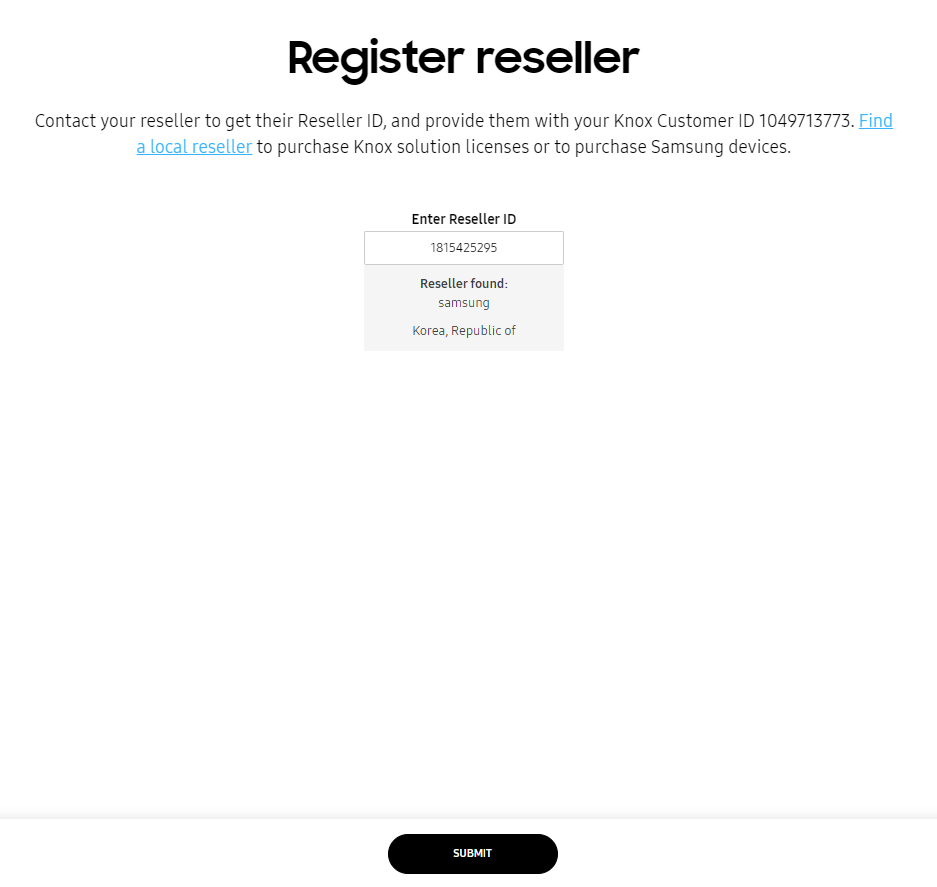 Register reseller
Contact your reseller to get their Reseller ID, and provide them with your Knox Customer ID 1049713773. Find
a local reseller to purchase Knox solution licenses or to purchase Samsung devices.
Enter Reseller ID
1815425295
Reseller found:
samsung
Korea, Republic of
SUBMIT